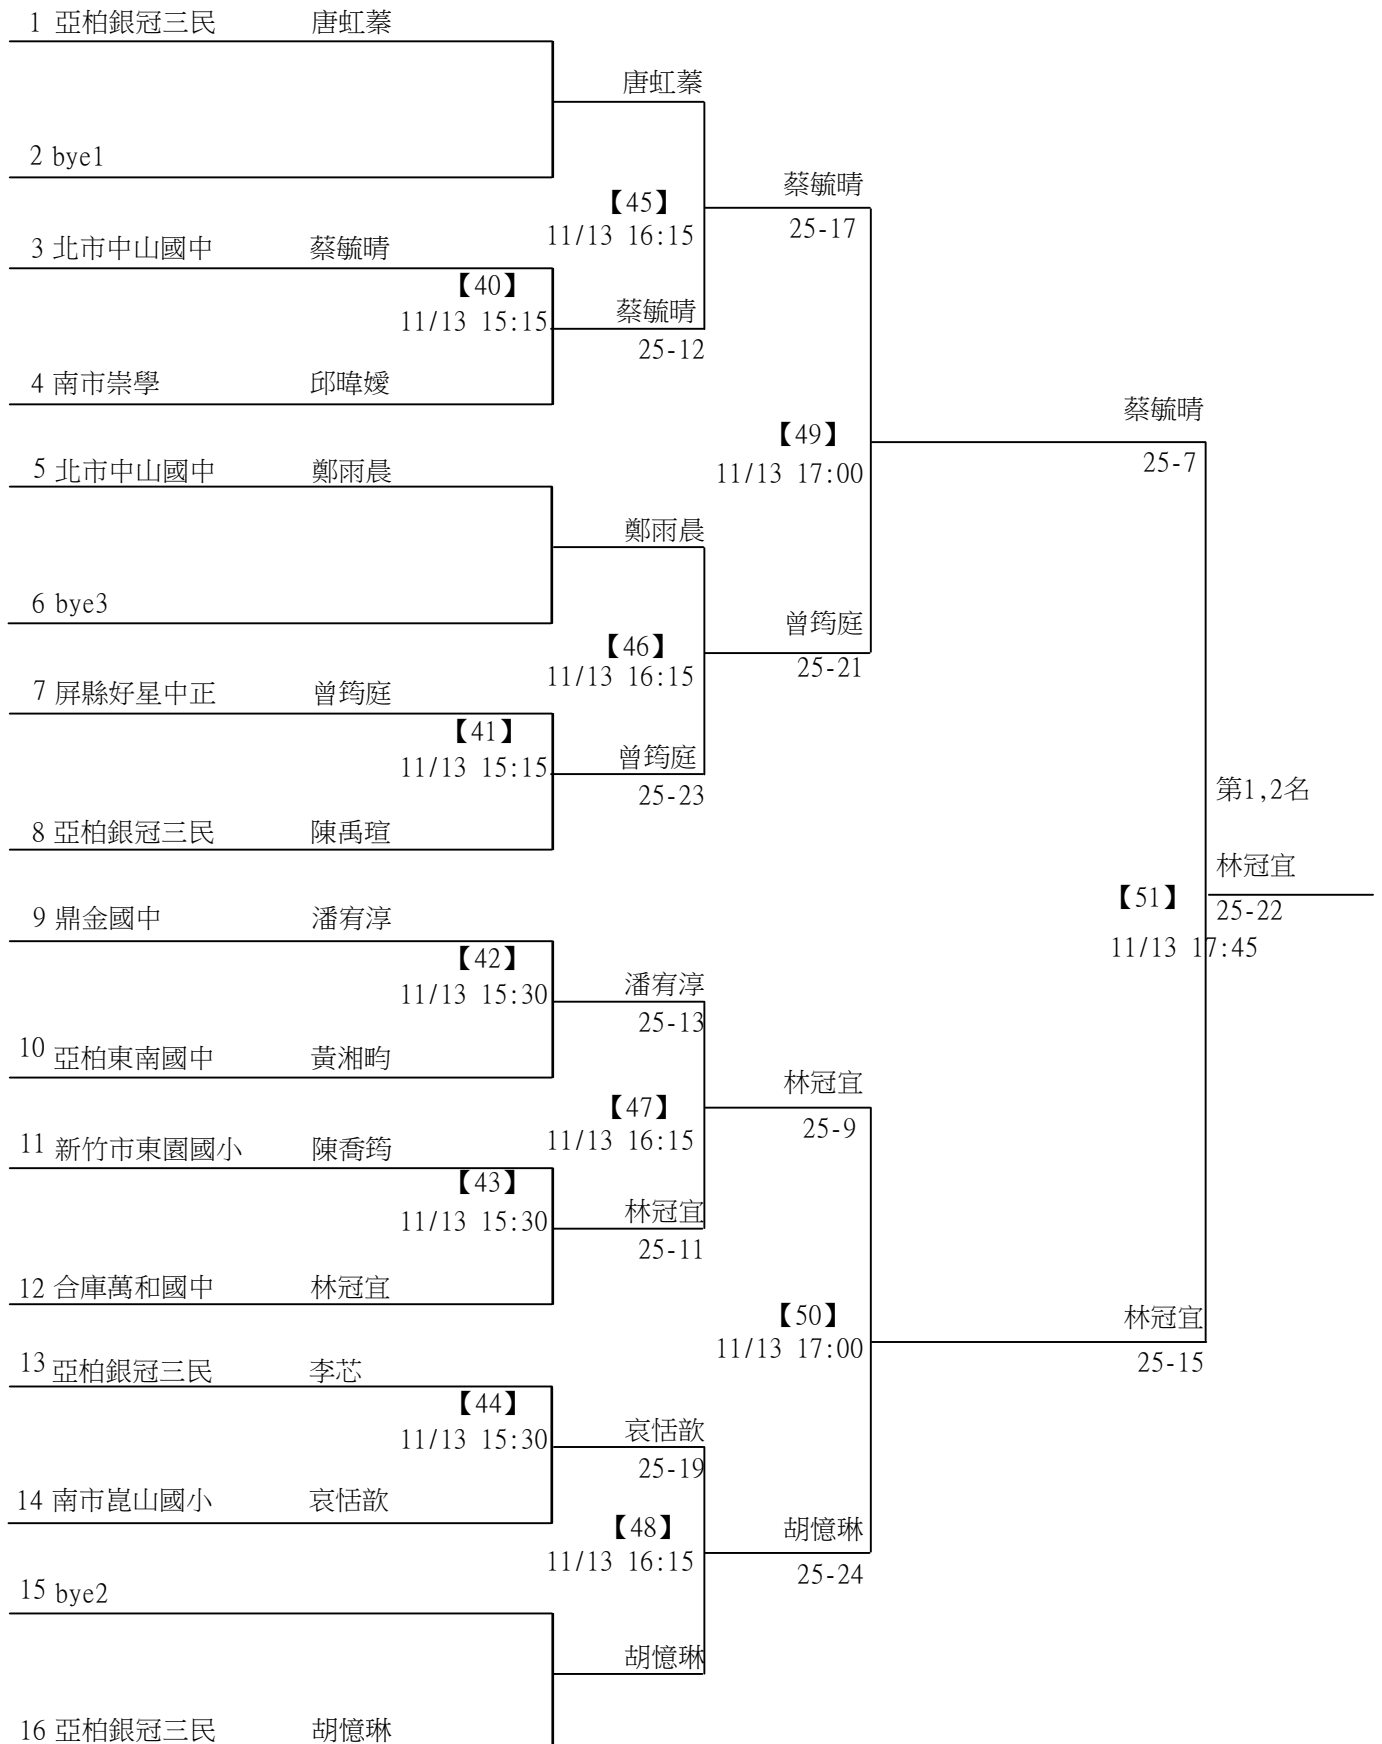 1 亞柏銀冠三民 唐虹蓁
唐虹蓁
2 bye1
蔡毓晴
【45】
25-17
11/13 16:15
3 北市中山國中 蔡毓晴
【40】
蔡毓晴
11/13 15:15
25-12
4 南市崇學 邱暐嫒
蔡毓晴
【49】
25-7
5 北市中山國中 鄭雨晨
11/13 17:00
鄭雨晨
6 bye3
曾筠庭
【46】
25-21
11/13 16:15
7 屏縣好星中正 曾筠庭
【41】
曾筠庭
11/13 15:15
25-23
第1,2名
8 亞柏銀冠三民 陳禹瑄
林冠宜
【51】
25-22
9 鼎金國中 潘宥淳
11/13 17:45
【42】
潘宥淳
11/13 15:30
25-13
10 亞柏東南國中 黃湘畇
林冠宜
【47】
25-9
11/13 16:15
11 新竹市東園國小 陳喬筠
【43】
林冠宜
11/13 15:30
25-11
12 合庫萬和國中 林冠宜
【50】
林冠宜
11/13 17:00
25-15
13 亞柏銀冠三民 李芯
【44】
哀恬歆
11/13 15:30
25-19
14 南市崑山國小 哀恬歆
【48】
胡憶琳
11/13 16:15
25-24
15 bye2
胡憶琳
16 亞柏銀冠三民 胡憶琳